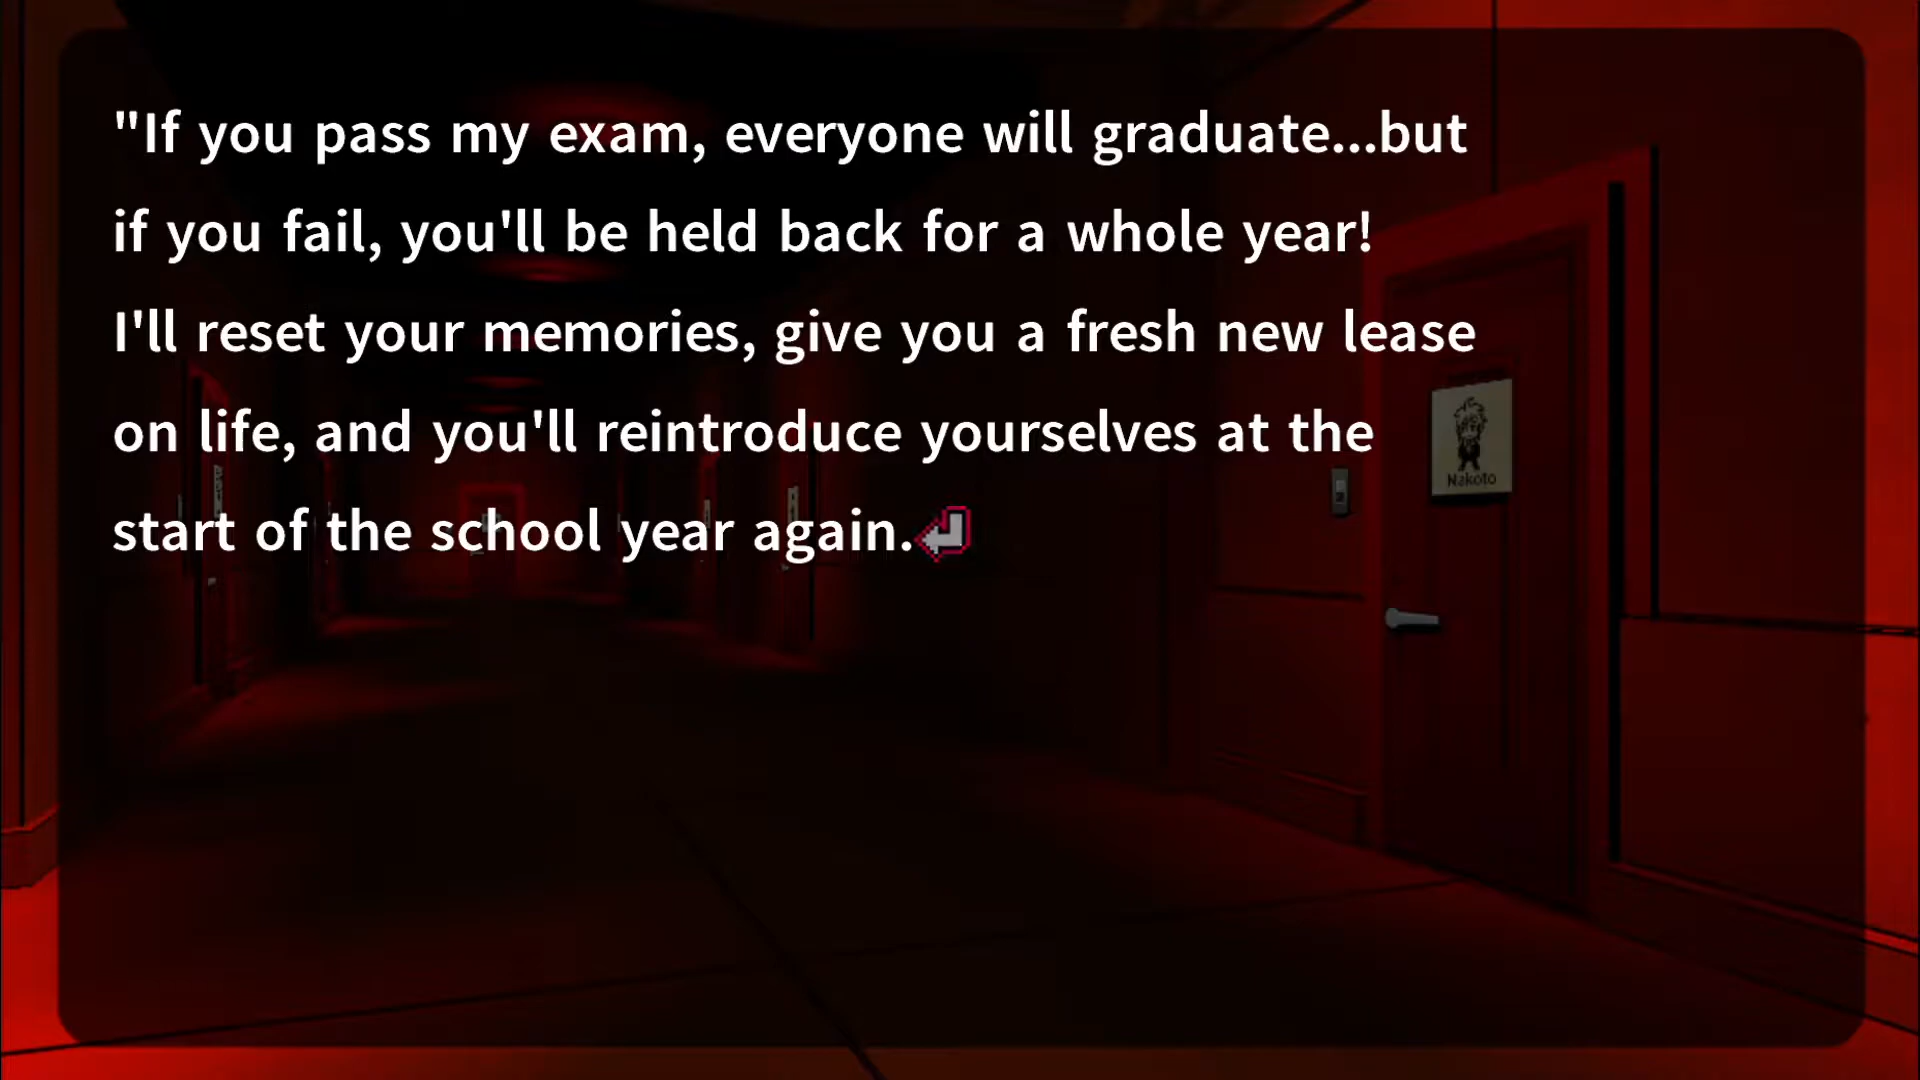 "If you pass my exam, everyone will graduate...but
if you fail, you'll be held back for a whole year!
I'll reset your memories, give you a fresh new lease
on life, and you'll reintroduce yourselves at the
start of the school year again.
Nakoto